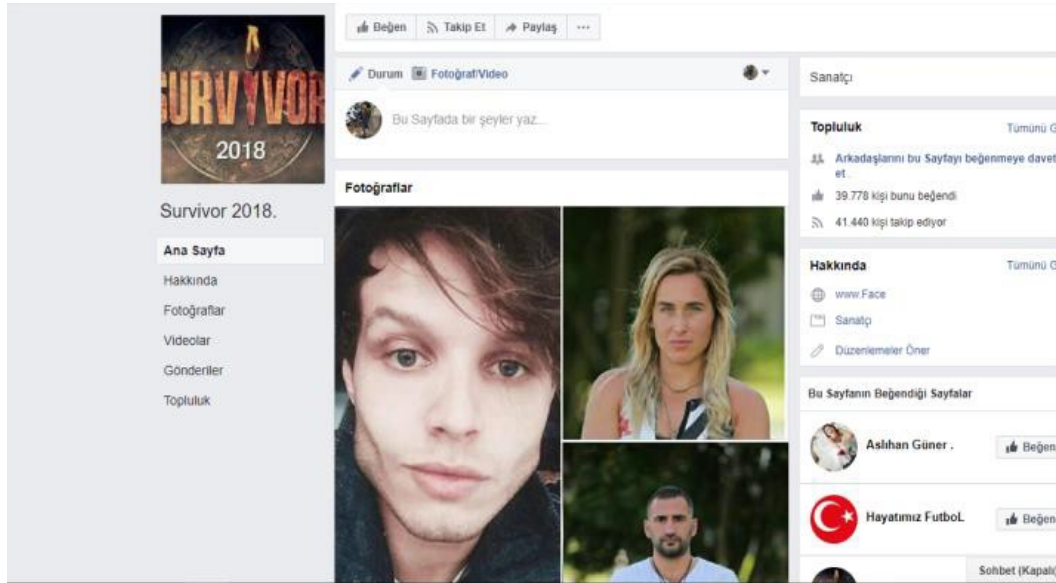 Beğen
Takip Et
Paylaş
SURVIVOR
2018
Survivor 2018.
Ana Sayfa
Hakkında
Fotoğraflar
Videolar
Gönderiler
Topluluk
Durum
Fotoğraf/Video
Bu Sayfada bir şeyler yaz...
Fotoğraflar
Sanatçı
Topluluk
Tümünü G
Arkadaşlarını bu Sayfayı beğenmeye davet
et.
39.778 kişi bunu beğendi
41.440 kişi takip ediyor
Hakkında
Tümünü G
www.Face
Sanatçı
Düzenlemeler Öner
Bu Sayfanın Beğendiği Sayfalar
Aslıhan Güner .
Beğen
Hayatımız FutboL
Beğen
Sohbet (Kapalı)